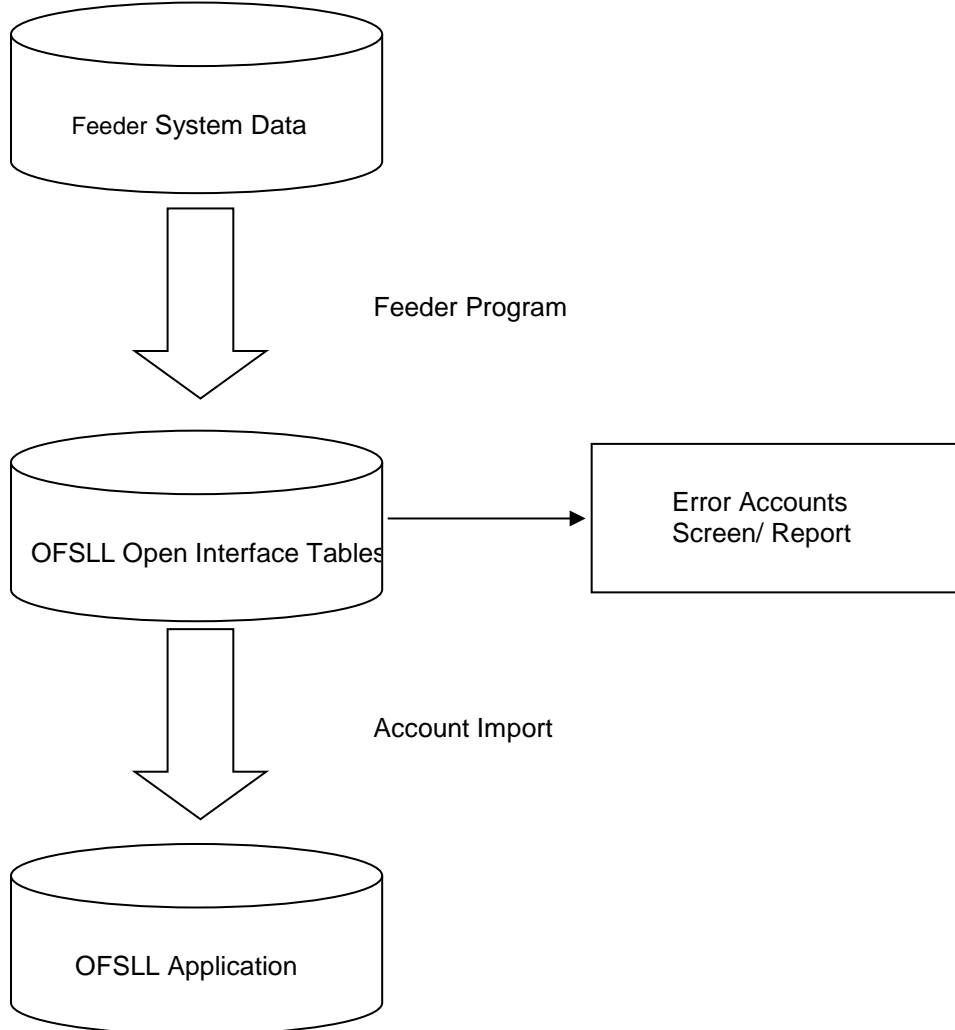 Feeder System Data
Feeder Program
OFSLL Open Interface Tables
Error Accounts
Screen/ Report
Account Import
OFSLL Application